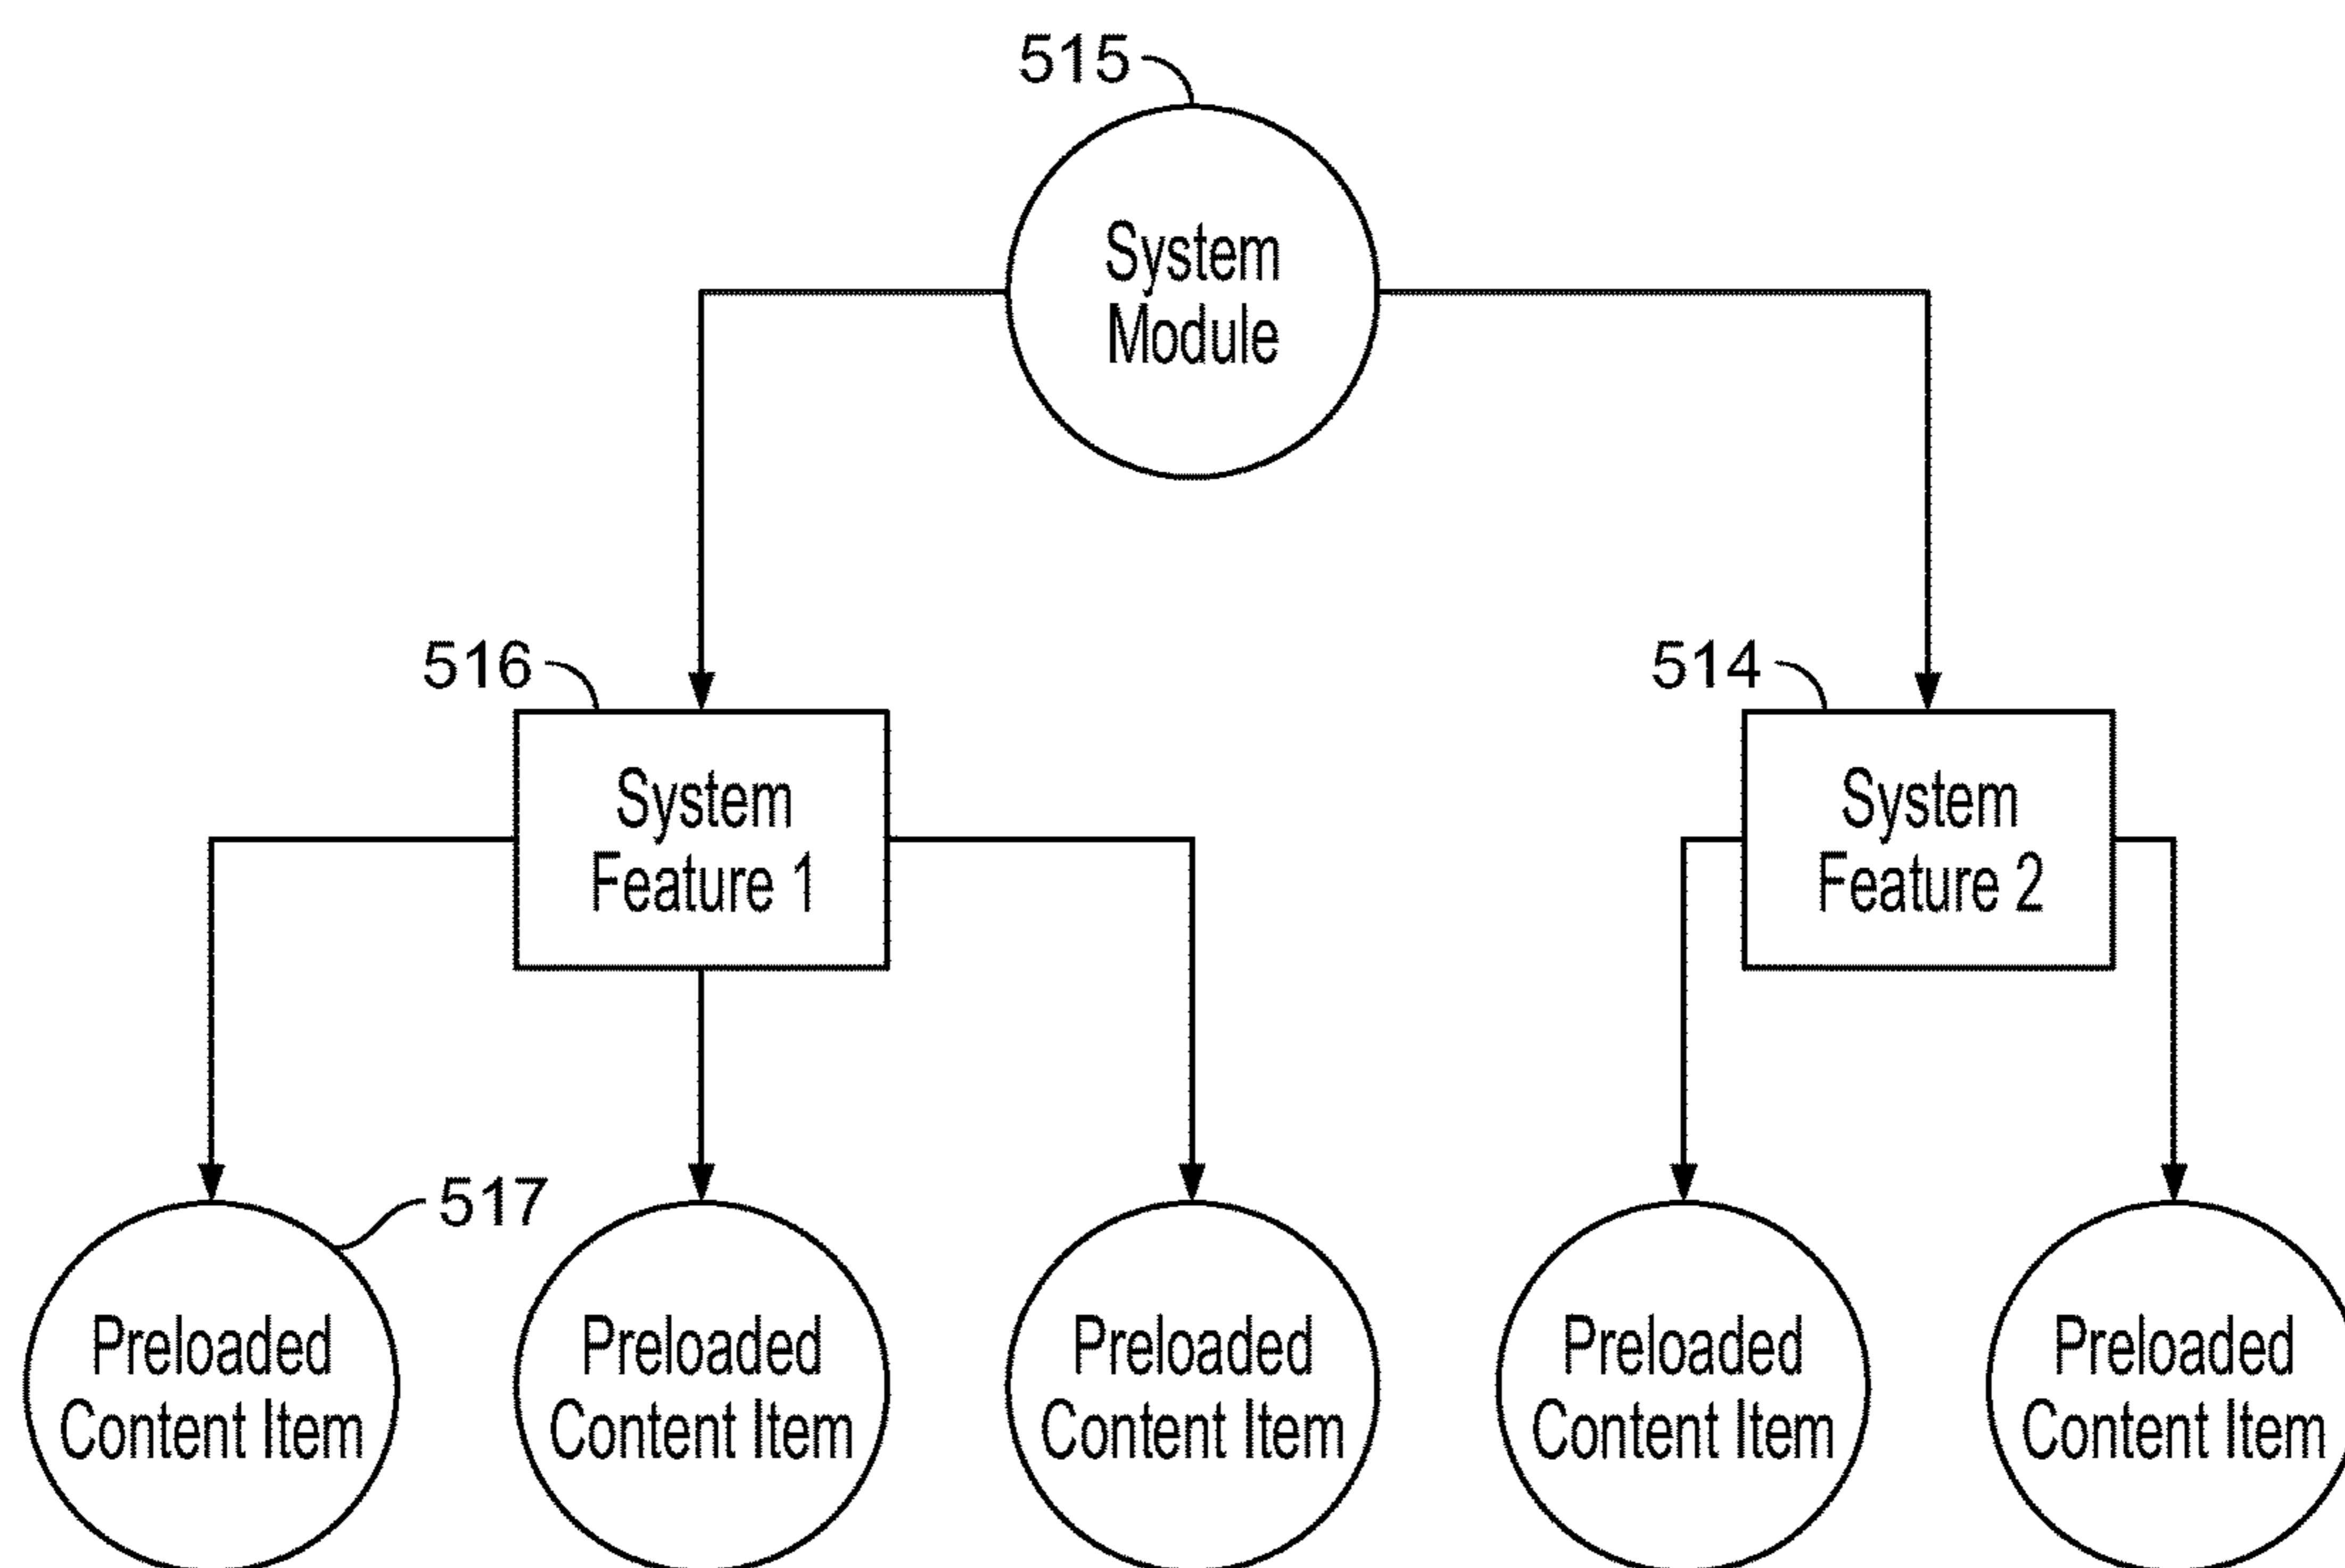 515
System
Module
516
514
System
Feature 1
System
Feature 2
517
Preloaded
Content Item
Preloaded
Content Item
Preloaded
Content Item
Preloaded
Content Item
Preloaded
Content Item